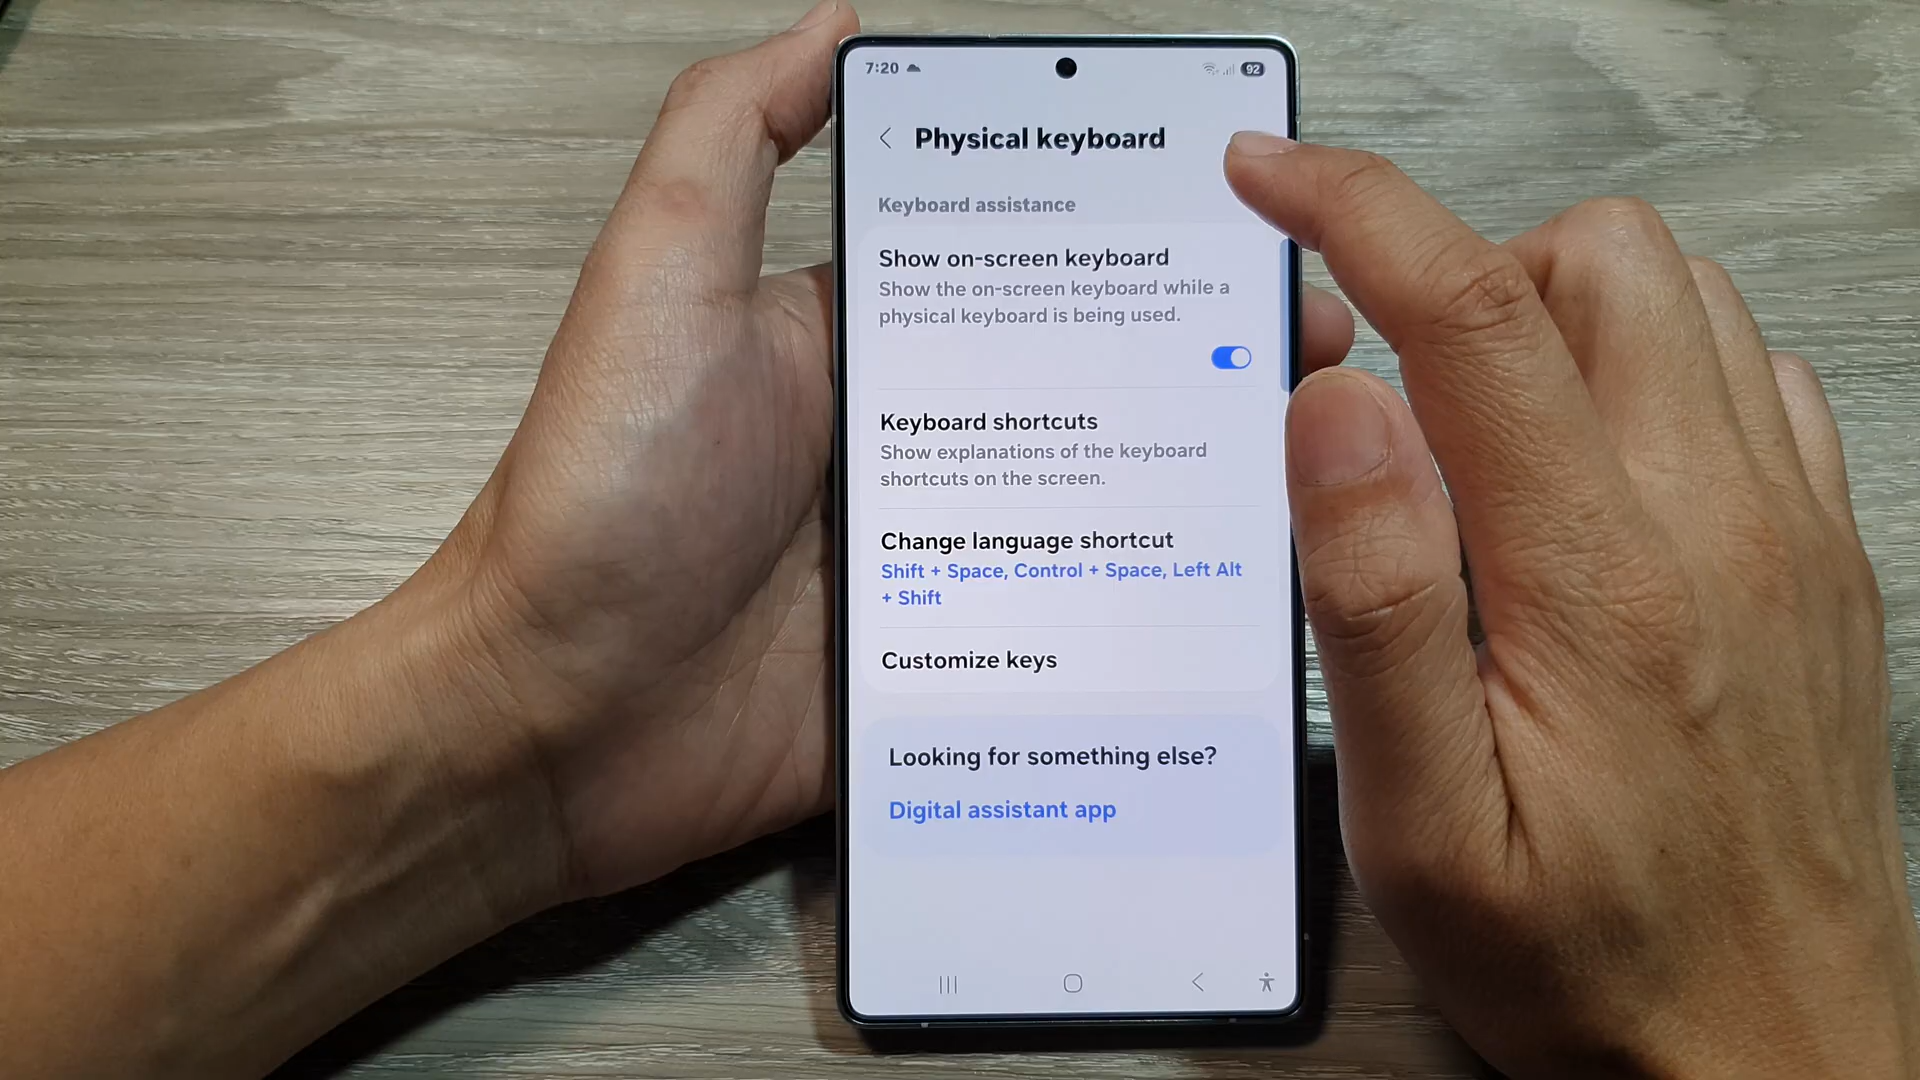 7:20
92
Physical keyboard
Keyboard assistance
Show on-screen keyboard
Show the on-screen keyboard while a
physical keyboard is being used.
Keyboard shortcuts
Show explanations of the keyboard
shortcuts on the screen.
Change language shortcut
Shift + Space, Control + Space, Left Alt
+ Shift
Customize keys
Looking for something else?
Digital assistant app